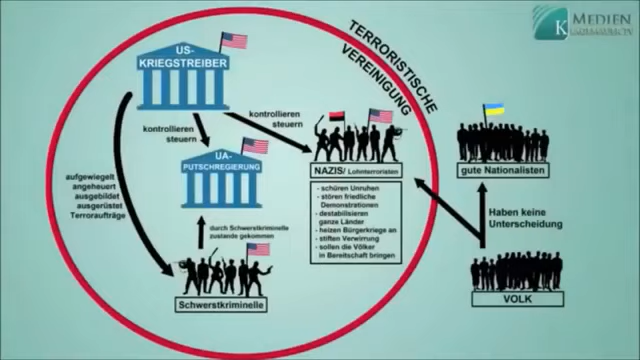 MEDIEN
K
TERRORISTISCHE
VEREINIGUNG
US-
KRIEGSTREIBER
kontrollieren
steuern
kontrollieren
steuern
UA-
PUTSCHREGIERUNG
NAZIS/ Lohnterroristen
- schüren Unruhen
- stören friedliche
Demonstrationen
- destabilisieren
ganze Länder
- heizen Bürgerkriege an
- stiften Verwirrung
- sollen die Völker
in Bereitschaft bringen
gute Nationalisten
aufgewiegelt
angeheuert
ausgebildet
ausgerüstet
Terroraufträge
durch Schwerstkriminelle
zustande gekommen
Haben keine
Unterscheidung
Schwerstkriminelle
VOLK